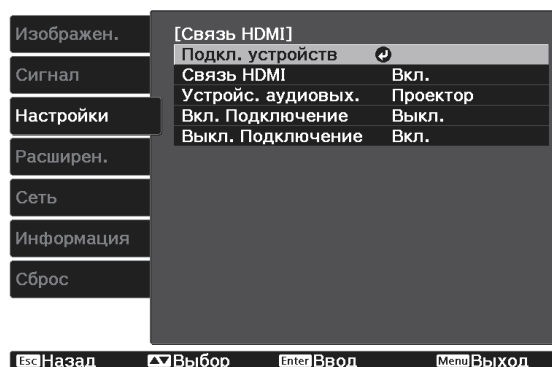 Изображен.
Сигнал
Настройки
Расширен.
Сеть
Информация
Сброс
[Связь HDMI]
Подкл. устройств
Связь HDMI Вкл.
Устройс. аудиовых. Проектор
Вкл. Подключение Выкл.
Выкл. Подключение Вкл.
Esc Назад Выбор Enter Ввод Menu Выход